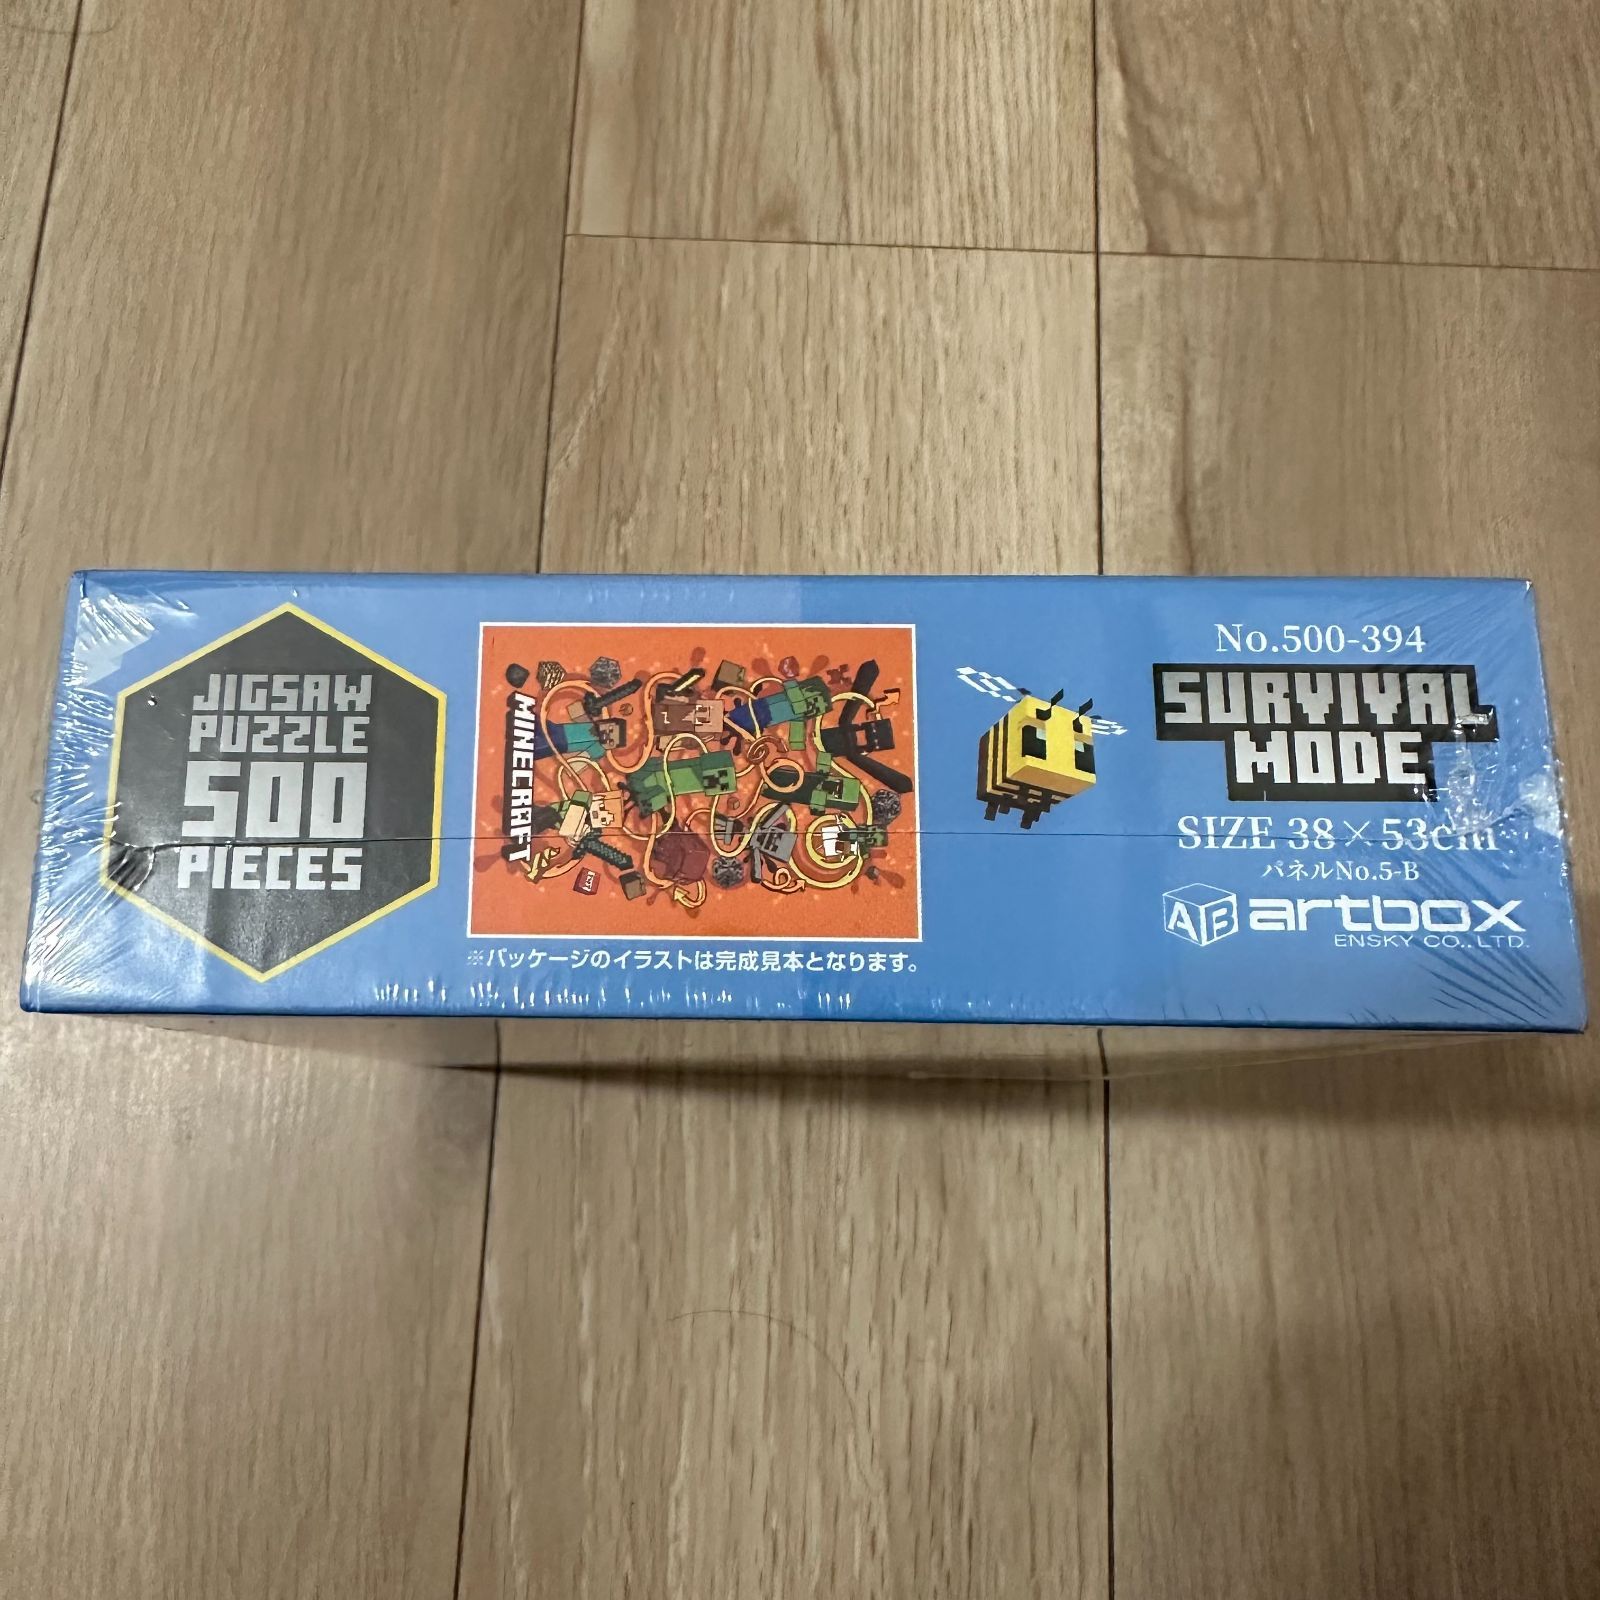 JIGSAW
PUZZLE
500
PIECES
MINECRAFT
※パッケージのイラストは完成見本となります。
No.500-394
SURVIVAL
MODE
SIZE 38×53cm
パネルNo.5-B
AB artbox
ENSKY CO.,LTD.